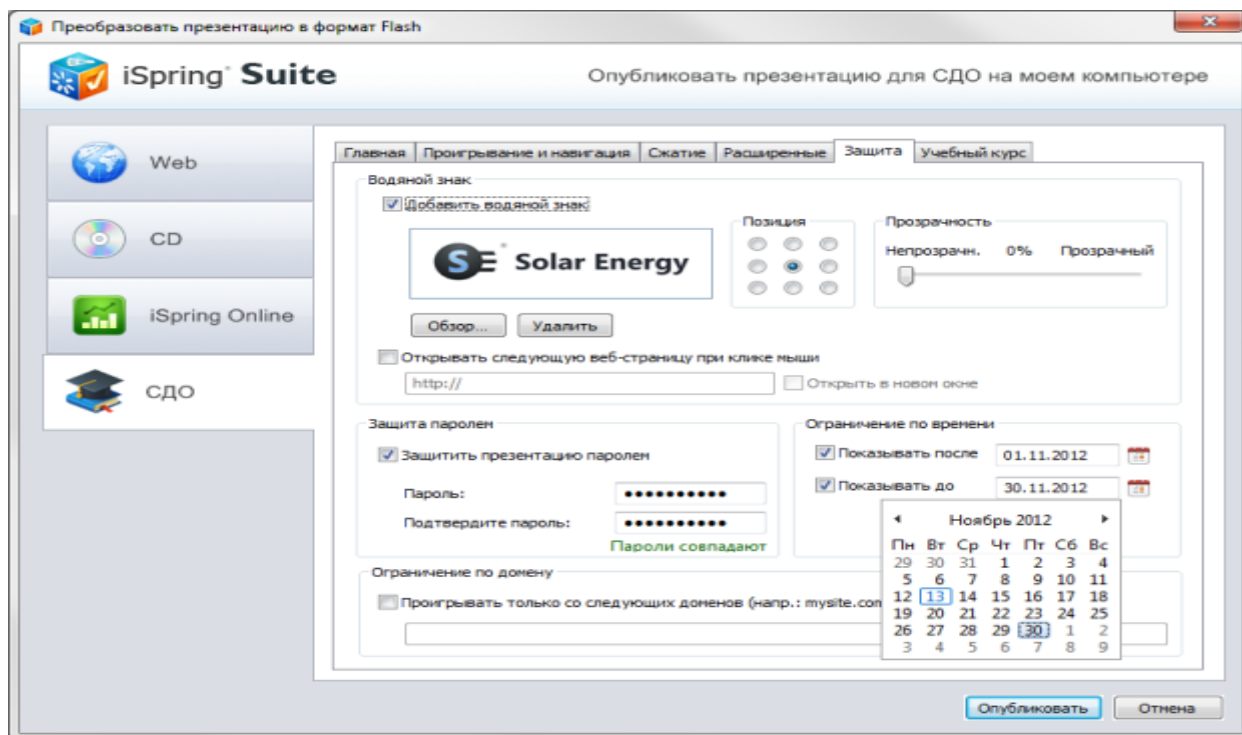 Преобразовать презентацию в формат Flash
iSpring® Suite
Опубликовать презентацию для СДО на моем компьютере
Web
CD
iSpring Online
СДО
Главная Проигрывание и навигация Сжатие Расширенные Защита Учебный курс
Водяной знак
Добавить водяной знак
SE Solar Energy
Позиция
Прозрачность
Непрозрачн. 0% Прозрачный
Обзор... Удалить
Открывать следующую веб-страницу при клике мыши
http:// Открыть в новом окне
Защита паролем
Защитить презентацию паролем
Пароль: ••••••••••
Подтвердите пароль: ••••••••••
Пароли совпадают
Ограничение по времени
Показывать после 01.11.2012
Показывать до 30.11.2012
Ноябрь 2012
Пн Вт Ср Чт Пт Сб Вс
29 30 31 1 2 3 4
5 6 7 8 9 10 11
12 13 14 15 16 17 18
19 20 21 22 23 24 25
26 27 28 29 30 1 2
3 4 5 6 7 8 9
Ограничение по домену
Проигрывать только со следующих доменов (напр.: mysite.com
Опубликовать Отмена